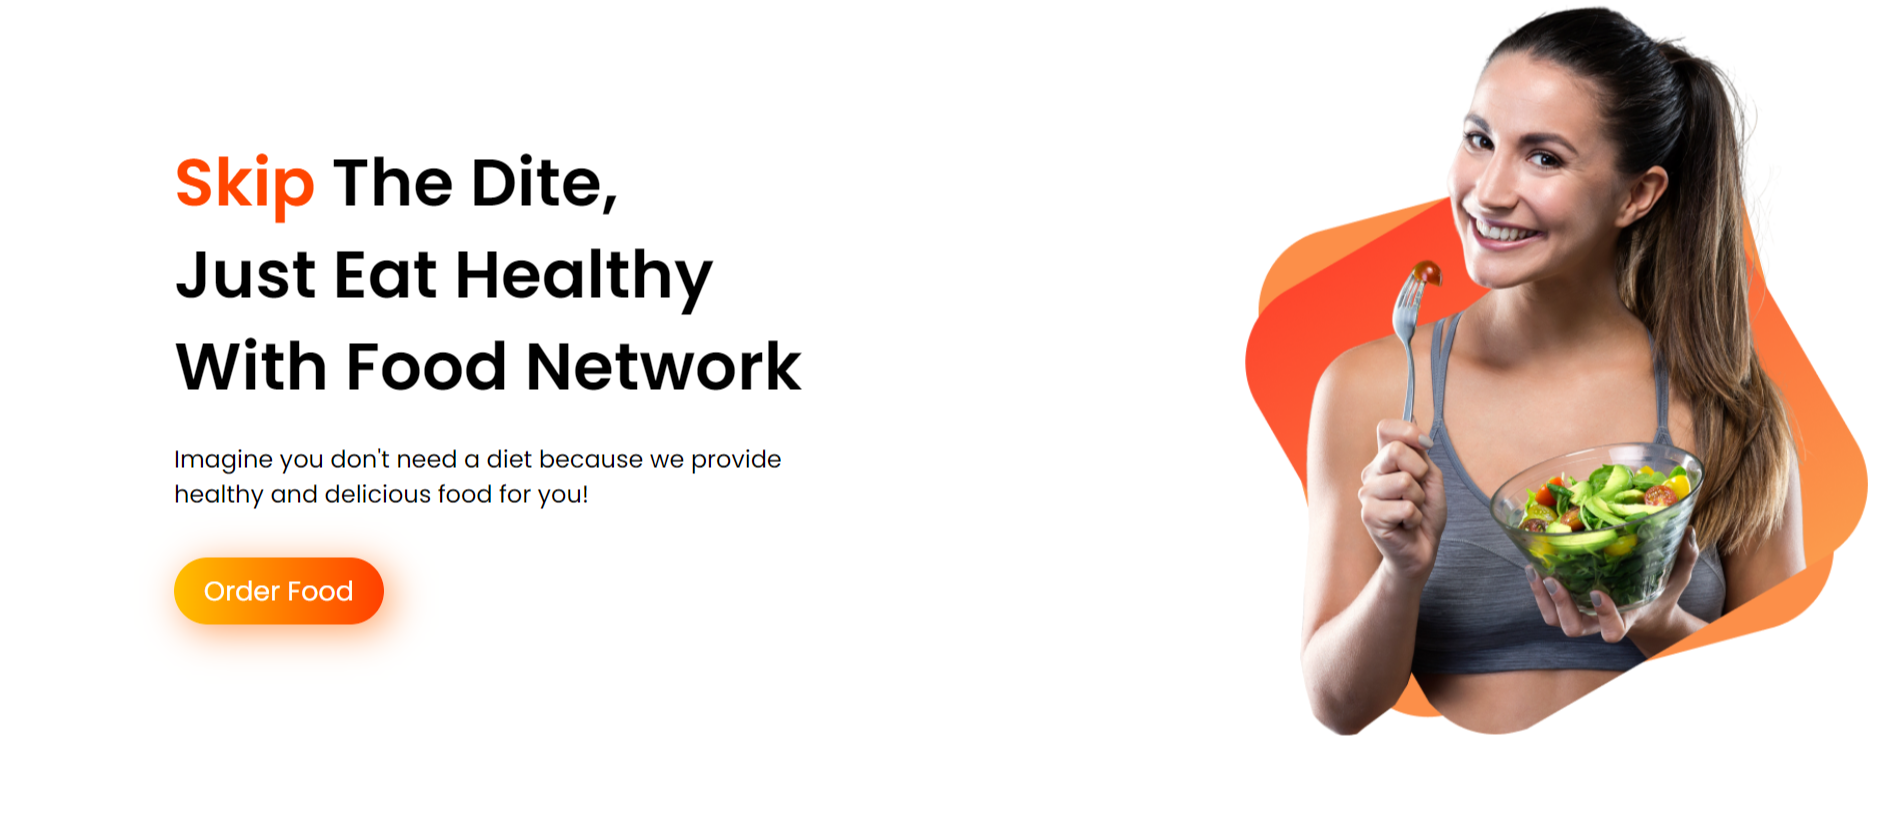 Skip The Dite,
Just Eat Healthy
With Food Network
Imagine you don't need a diet because we provide
healthy and delicious food for you!
Order Food